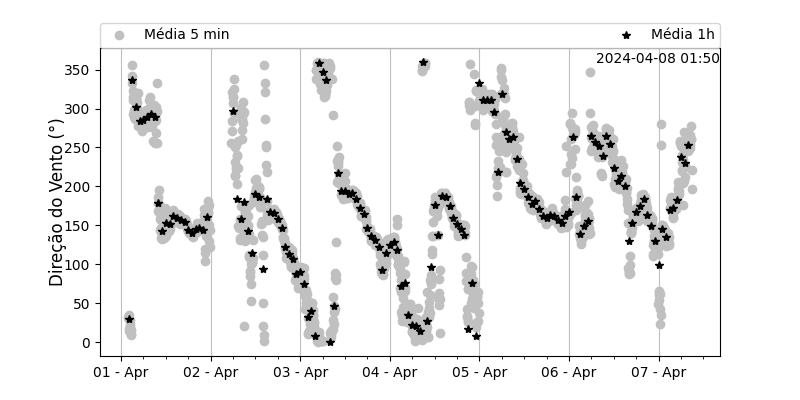 Média 5 min
Média 1h
2024-04-08 01:50
Direção do Vento (°)
350
300
250
200
150
100
50
0
01 - Apr
02 - Apr
03 - Apr
04 - Apr
05 - Apr
06 - Apr
07 - Apr